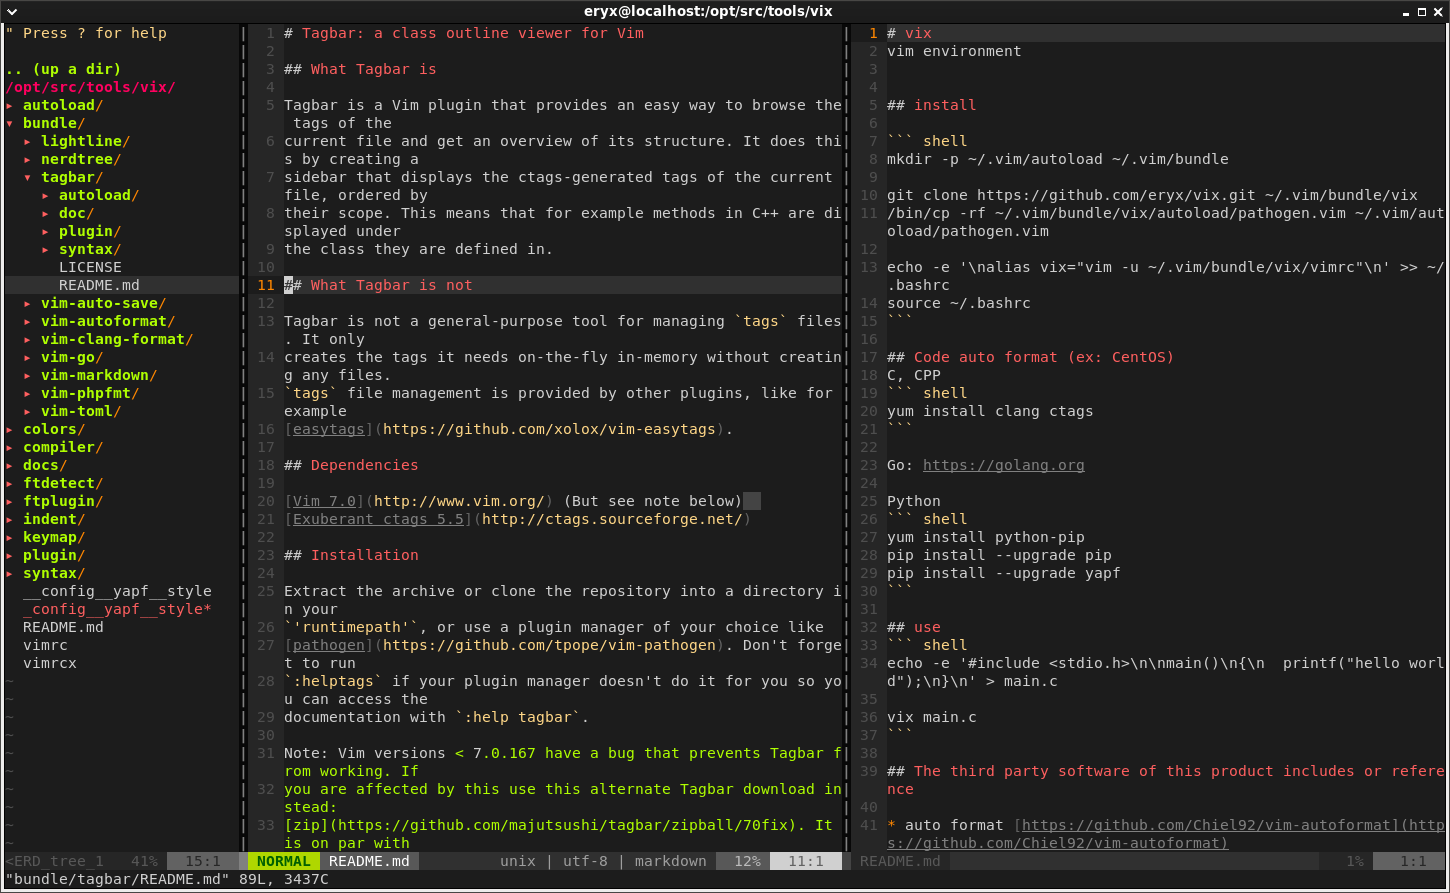 eryx@localhost:/opt/src/tools/vix
" Press ? for help
.. (up a dir)
/opt/src/tools/vix/
▸ autoload/
▾ bundle/
▸ lightline/
▸ nerdtree/
▾ tagbar/
▸ autoload/
▸ doc/
▸ plugin/
▸ syntax/
LICENSE
README.md
▸ vim-auto-save/
▸ vim-autoformat/
▸ vim-clang-format/
▸ vim-go/
▸ vim-markdown/
▸ vim-phpfmt/
▸ vim-toml/
▸ colors/
▸ compiler/
▸ docs/
▸ ftdetect/
▸ ftplugin/
▸ indent/
▸ keymap/
▸ plugin/
▸ syntax/
__config__yapf__style
_config__yapf__style*
README.md
vimrc
vimrcx
~
~
~
~
~
~
~
~
~
~
<ERD_tree_1 41% 15:1
1 # Tagbar: a class outline viewer for Vim
2
3 ## What Tagbar is
4
5 Tagbar is a Vim plugin that provides an easy way to browse the
tags of the
6 current file and get an overview of its structure. It does thi
s by creating a
7 sidebar that displays the ctags-generated tags of the current
file, ordered by
8 their scope. This means that for example methods in C++ are di
splayed under
9 the class they are defined in.
10
11 ## What Tagbar is not
12
13 Tagbar is not a general-purpose tool for managing `tags` files
. It only
14 creates the tags it needs on-the-fly in-memory without creatin
g any files.
15 `tags` file management is provided by other plugins, like for
example
16 [easytags](https://github.com/xolox/vim-easytags).
17
18 ## Dependencies
19
20 [Vim 7.0](http://www.vim.org/) (But see note below)
21 [Exuberant ctags 5.5](http://ctags.sourceforge.net/)
22
23 ## Installation
24
25 Extract the archive or clone the repository into a directory i
n your
26 `'runtimepath'`, or use a plugin manager of your choice like
27 [pathogen](https://github.com/tpope/vim-pathogen). Don't forge
t to run
28 `:helptags` if your plugin manager doesn't do it for you so yo
u can access the
29 documentation with `:help tagbar`.
30
31 Note: Vim versions < 7.0.167 have a bug that prevents Tagbar f
rom working. If
32 you are affected by this use this alternate Tagbar download in
stead:
33 [zip](https://github.com/majutsushi/tagbar/zipball/70fix). It
is on par with
NORMAL README.md unix | utf-8 | markdown 12% 11:1
1 # vix
2 vim environment
3
4
5 ## install
6
7 ``` shell
8 mkdir -p ~/.vim/autoload ~/.vim/bundle
9
10 git clone https://github.com/eryx/vix.git ~/.vim/bundle/vix
11 /bin/cp -rf ~/.vim/bundle/vix/autoload/pathogen.vim ~/.vim/aut
oload/pathogen.vim
12
13 echo -e '\nalias vix="vim -u ~/.vim/bundle/vix/vimrc"\n' >> ~/
.bashrc
14 source ~/.bashrc
15 ```
16
17 ## Code auto format (ex: CentOS)
18 C, CPP
19 ``` shell
20 yum install clang ctags
21 ```
22
23 Go: https://golang.org
24
25 Python
26 ``` shell
27 yum install python-pip
28 pip install --upgrade pip
29 pip install --upgrade yapf
30 ```
31
32 ## use
33 ``` shell
34 echo -e '#include <stdio.h>\n\nmain()\n{\n  printf("hello worl
d");\n}\n' > main.c
35
36 vix main.c
37 ```
38
39 ## The third party software of this product includes or refere
nce
40
41 * auto format [https://github.com/Chiel92/vim-autoformat](http
s://github.com/Chiel92/vim-autoformat)
README.md 1% 1:1
"bundle/tagbar/README.md" 89L, 3437C